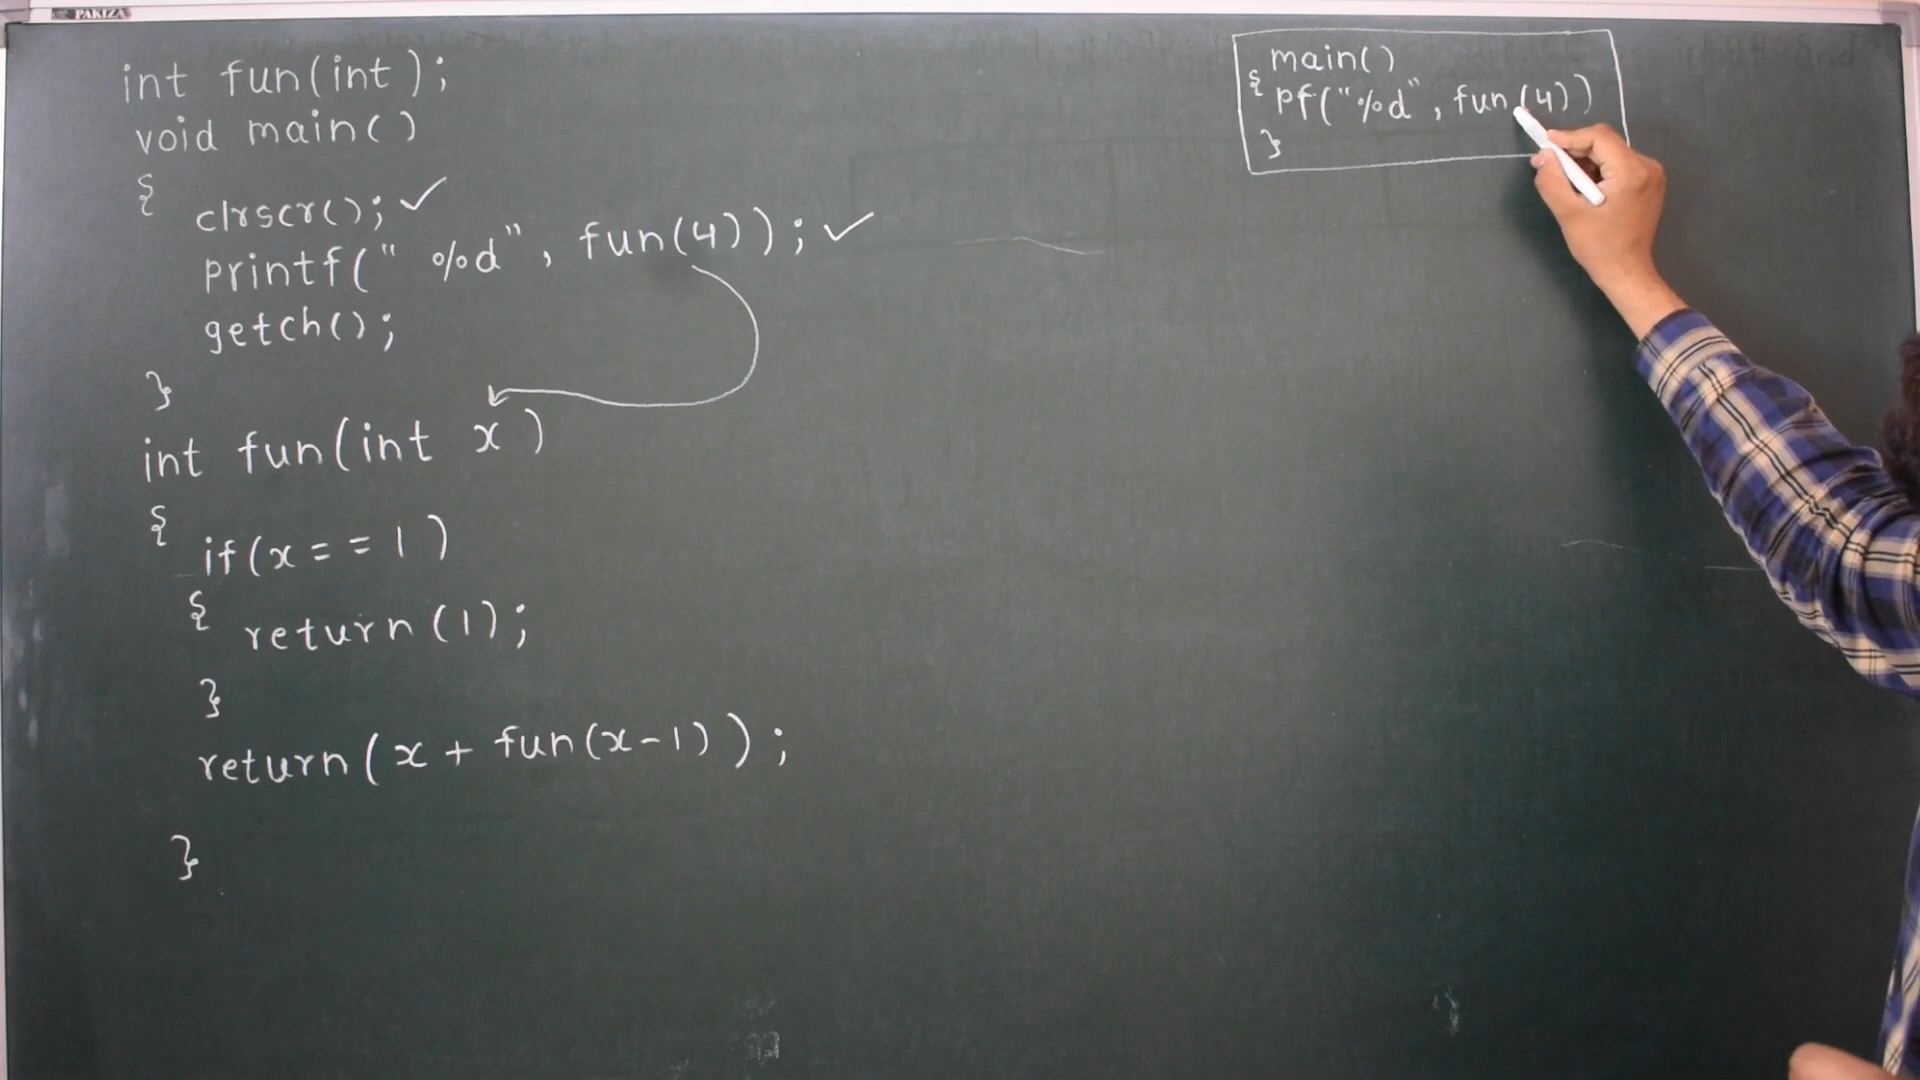 PAKIZA
int fun(int);
void main()
{
clrscr(); ✓
printf(" %d", fun(4)); ✓
getch();
}
int fun(int x)
{
if(x==1)
{
return(1);
}
return(x + fun(x-1));
}
main()
{
pf("%d", fun(4))
}